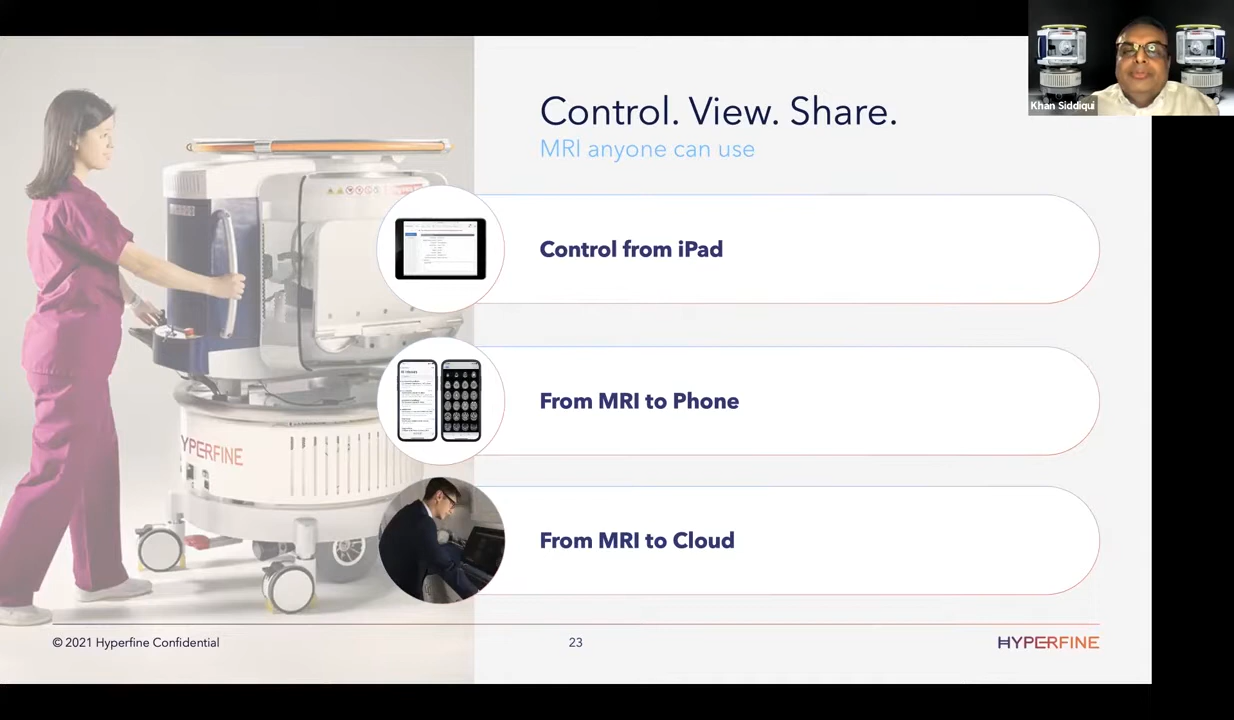 Khan Siddiqui
Control. View. Share.
MRI anyone can use
Control from iPad
From MRI to Phone
HYPERFINE
From MRI to Cloud
© 2021 Hyperfine Confidential
23
HYPERFINE